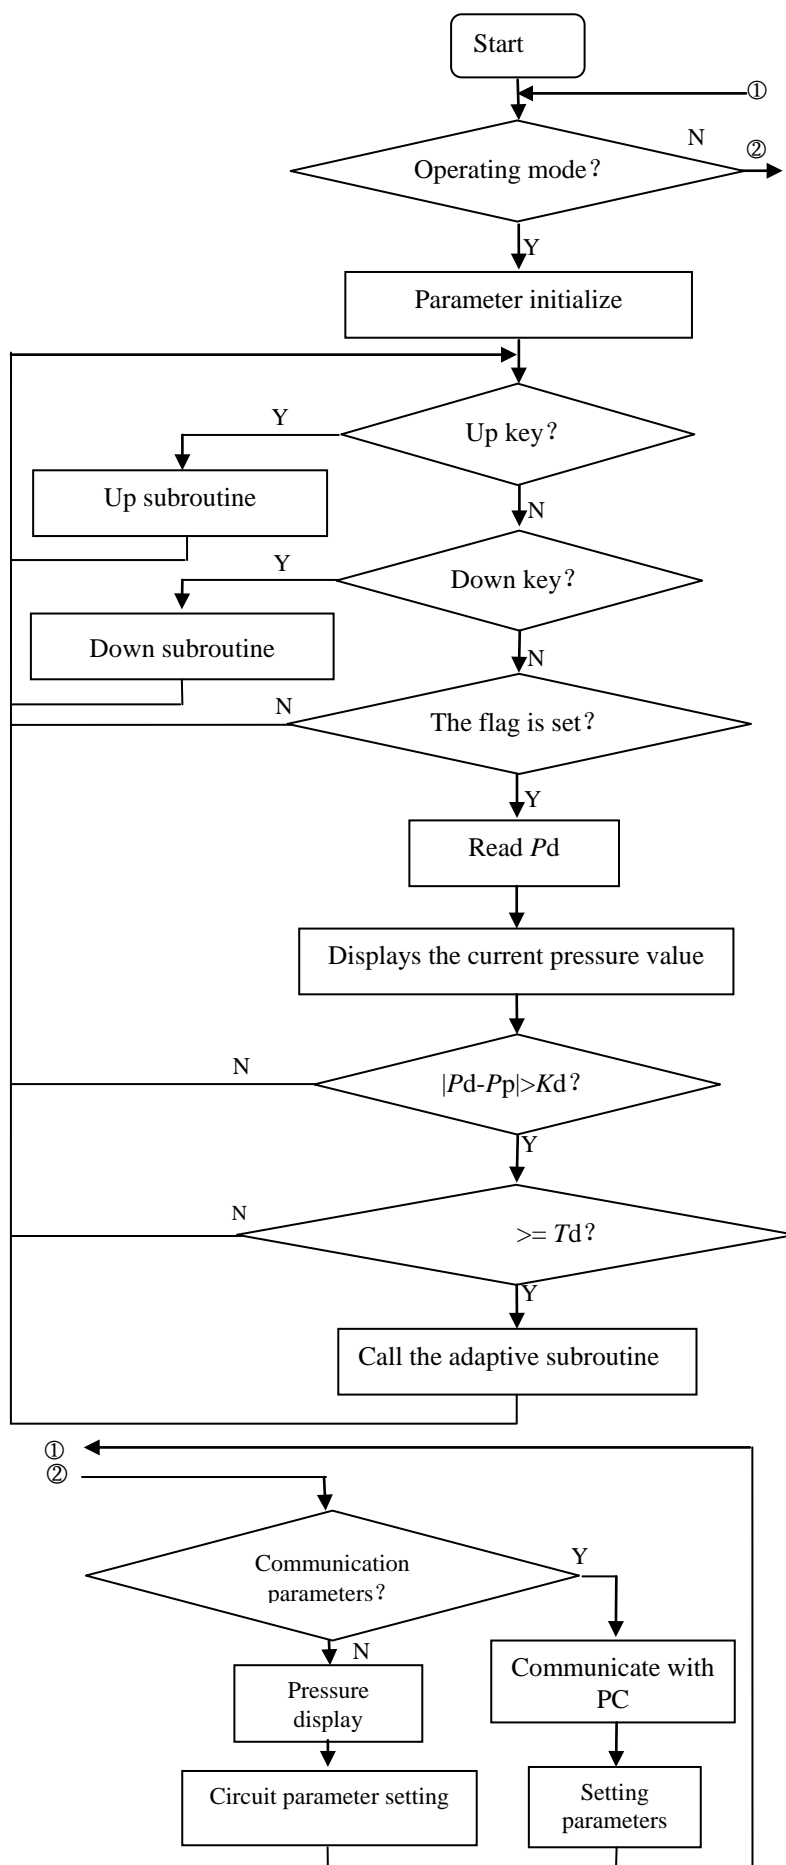 Start
①
N
②
Operating mode？
Y
Parameter initialize
Y
Up key？
Up subroutine
N
Y
Down key？
Down subroutine
N
N
The flag is set？
Y
Read Pd
Displays the current pressure value
N
|Pd-Pp|>Kd？
Y
N
>= Td？
Y
Call the adaptive subroutine
①
②
Communication
parameters？
Y
N
Pressure
display
Communicate with
PC
Circuit parameter setting
Setting
parameters